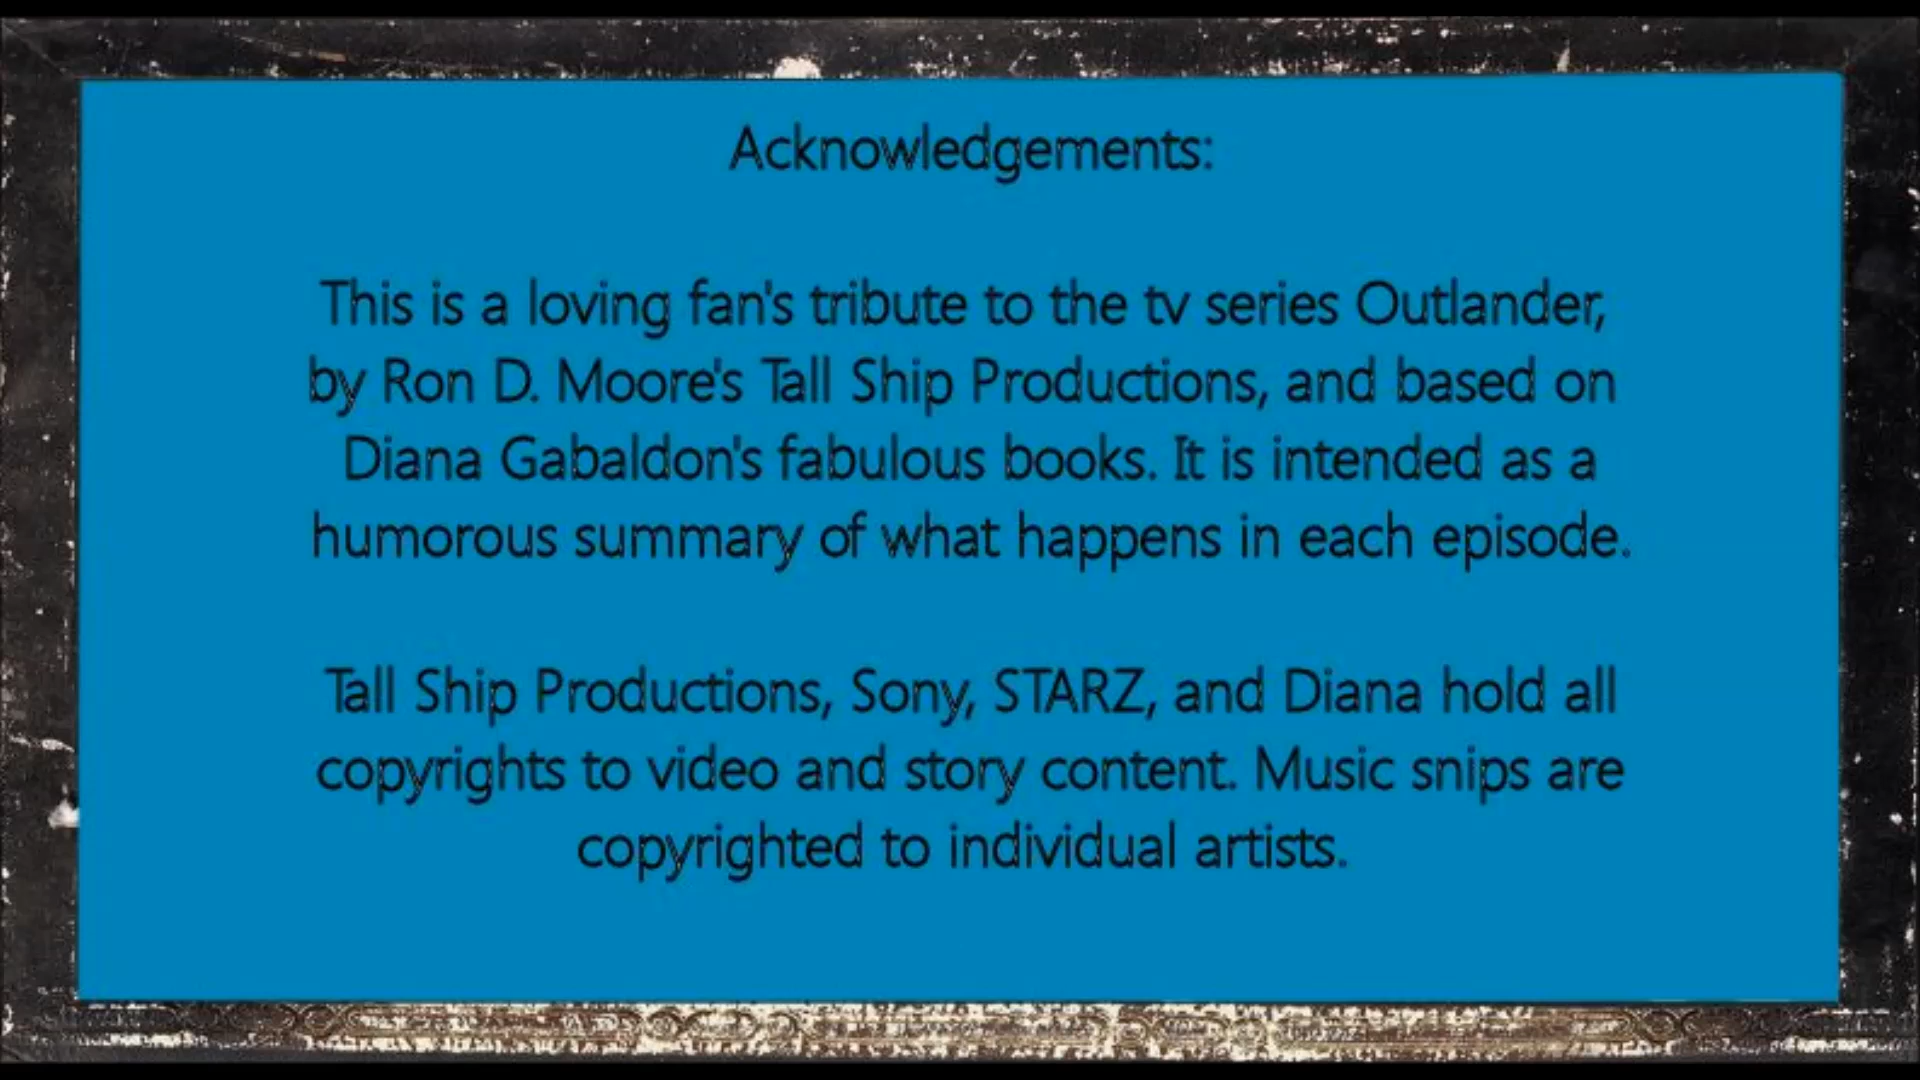 Acknowledgements:
This is a loving fan's tribute to the tv series Outlander,
by Ron D. Moore's Tall Ship Productions, and based on
Diana Gabaldon's fabulous books. It is intended as a
humorous summary of what happens in each episode.
Tall Ship Productions, Sony, STARZ, and Diana hold all
copyrights to video and story content. Music snips are
copyrighted to individual artists.